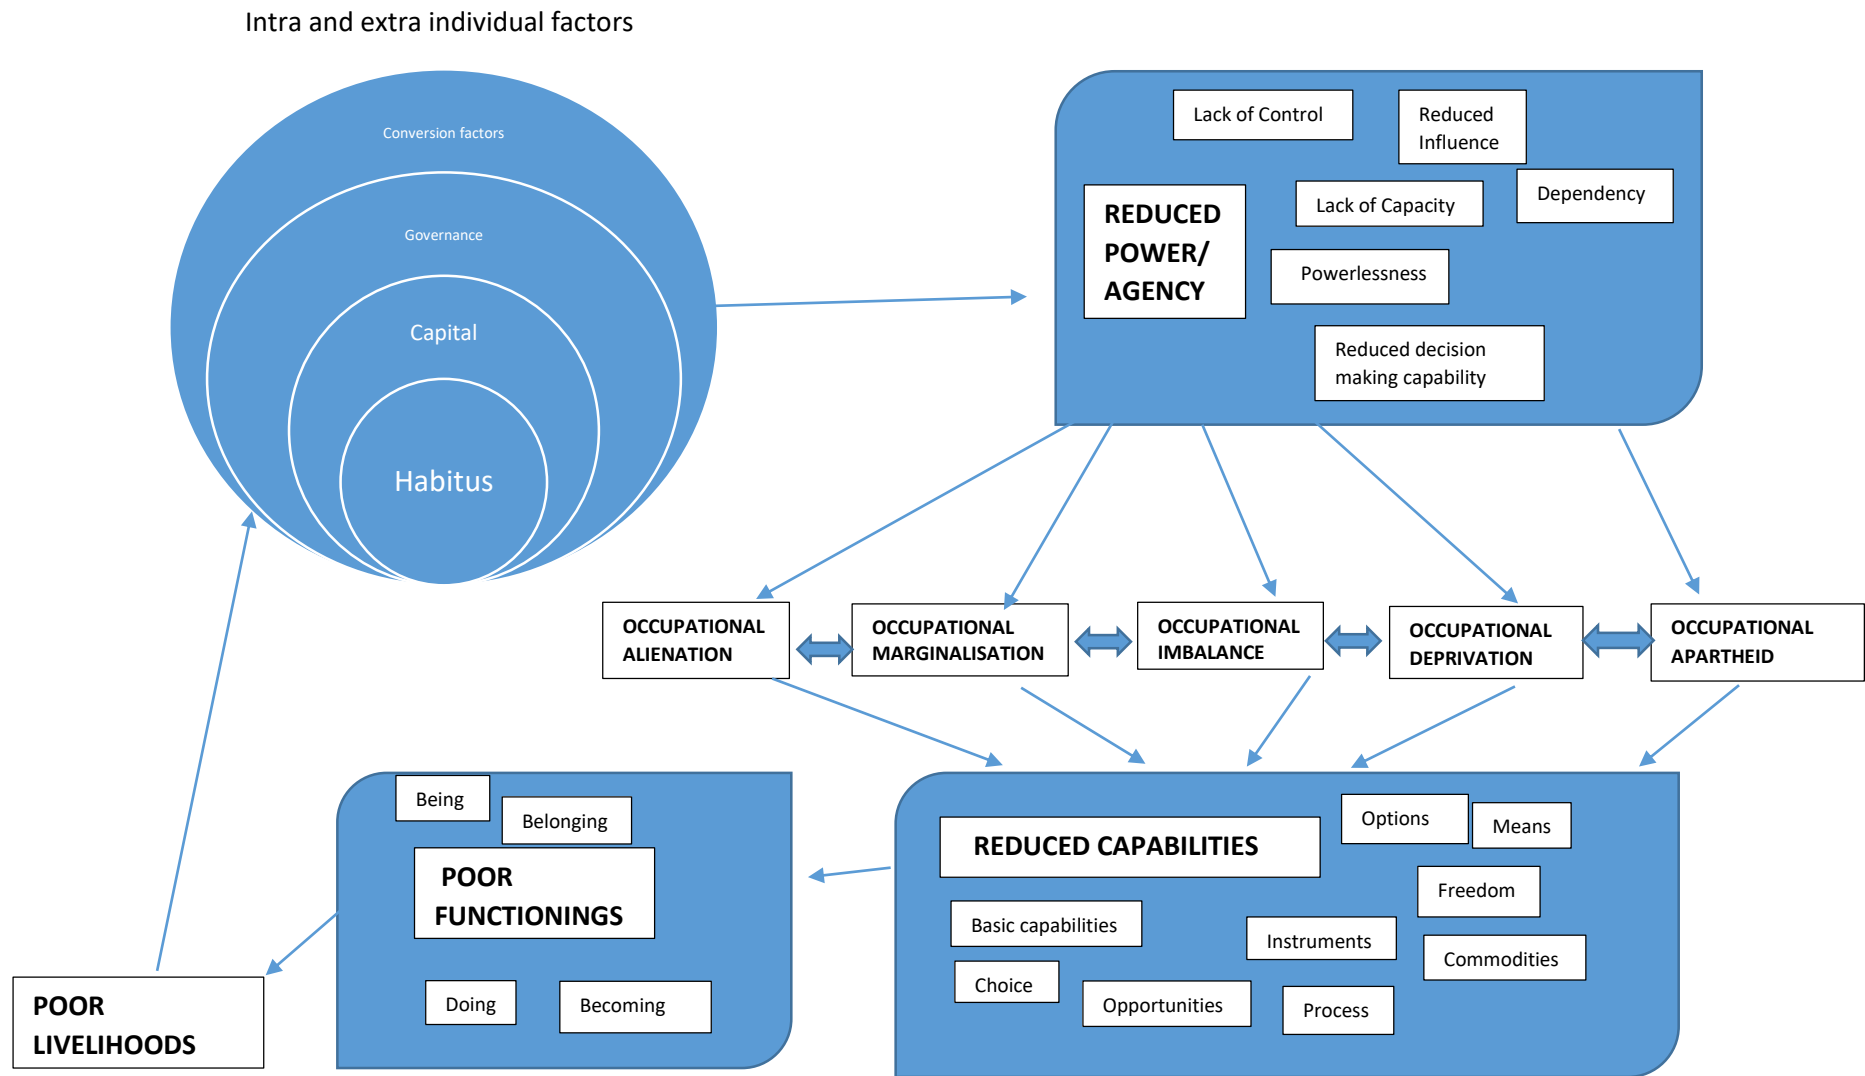 Intra and extra individual factors
Conversion factors
Governance
Capital
Habitus
Lack of Control
Reduced
Influence
Dependency
Lack of Capacity
REDUCED
POWER/
AGENCY
Powerlessness
Reduced decision
making capability
OCCUPATIONAL
ALIENATION
OCCUPATIONAL
MARGINALISATION
OCCUPATIONAL
IMBALANCE
OCCUPATIONAL
DEPRIVATION
OCCUPATIONAL
APARTHEID
Being
Belonging
POOR
FUNCTIONINGS
Doing
Becoming
REDUCED CAPABILITIES
Options
Means
Freedom
Basic capabilities
Instruments
Commodities
Choice
Opportunities
Process
POOR
LIVELIHOODS